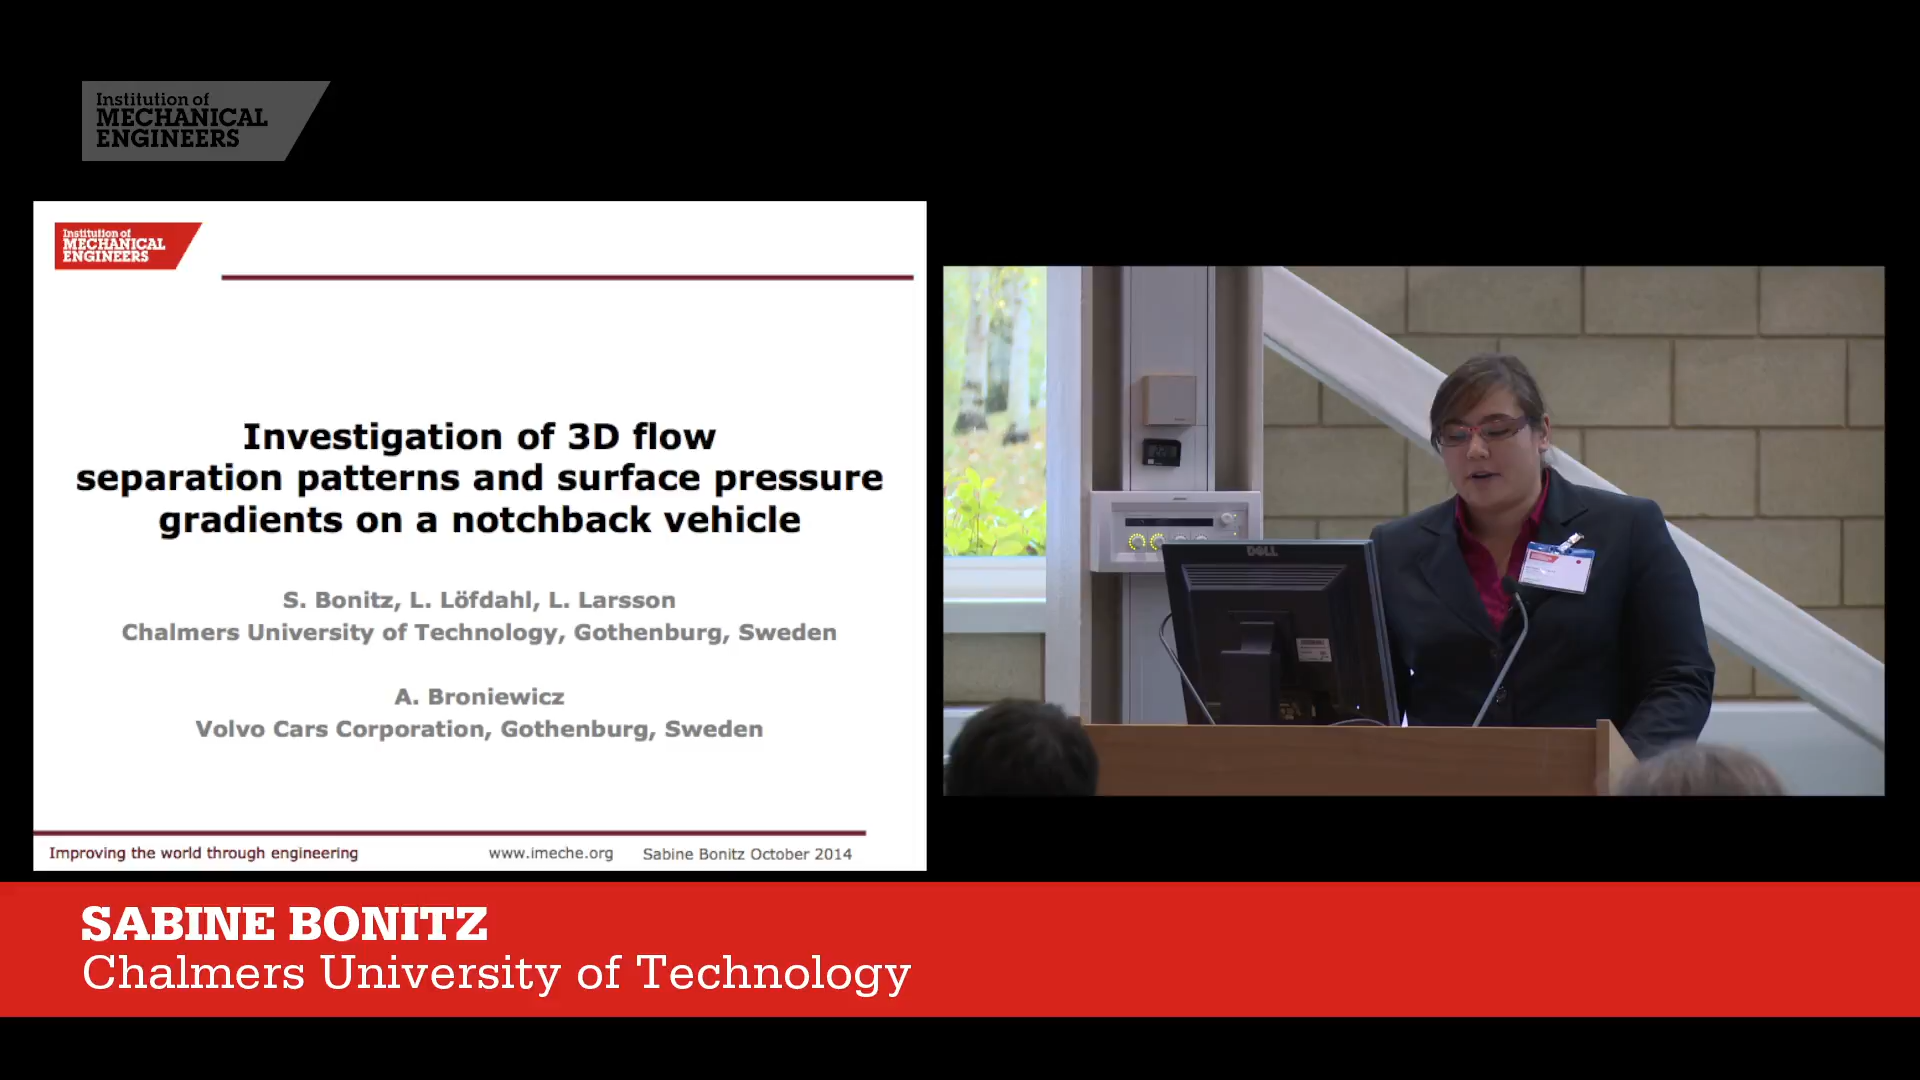 Institution of
MECHANICAL
ENGINEERS
Institution of
MECHANICAL
ENGINEERS
Investigation of 3D flow
separation patterns and surface pressure
gradients on a notchback vehicle
S. Bonitz, L. Löfdahl, L. Larsson
Chalmers University of Technology, Gothenburg, Sweden
A. Broniewicz
Volvo Cars Corporation, Gothenburg, Sweden
Improving the world through engineering
www.imeche.org
Sabine Bonitz October 2014
DELL
SABINE BONITZ
Chalmers University of Technology